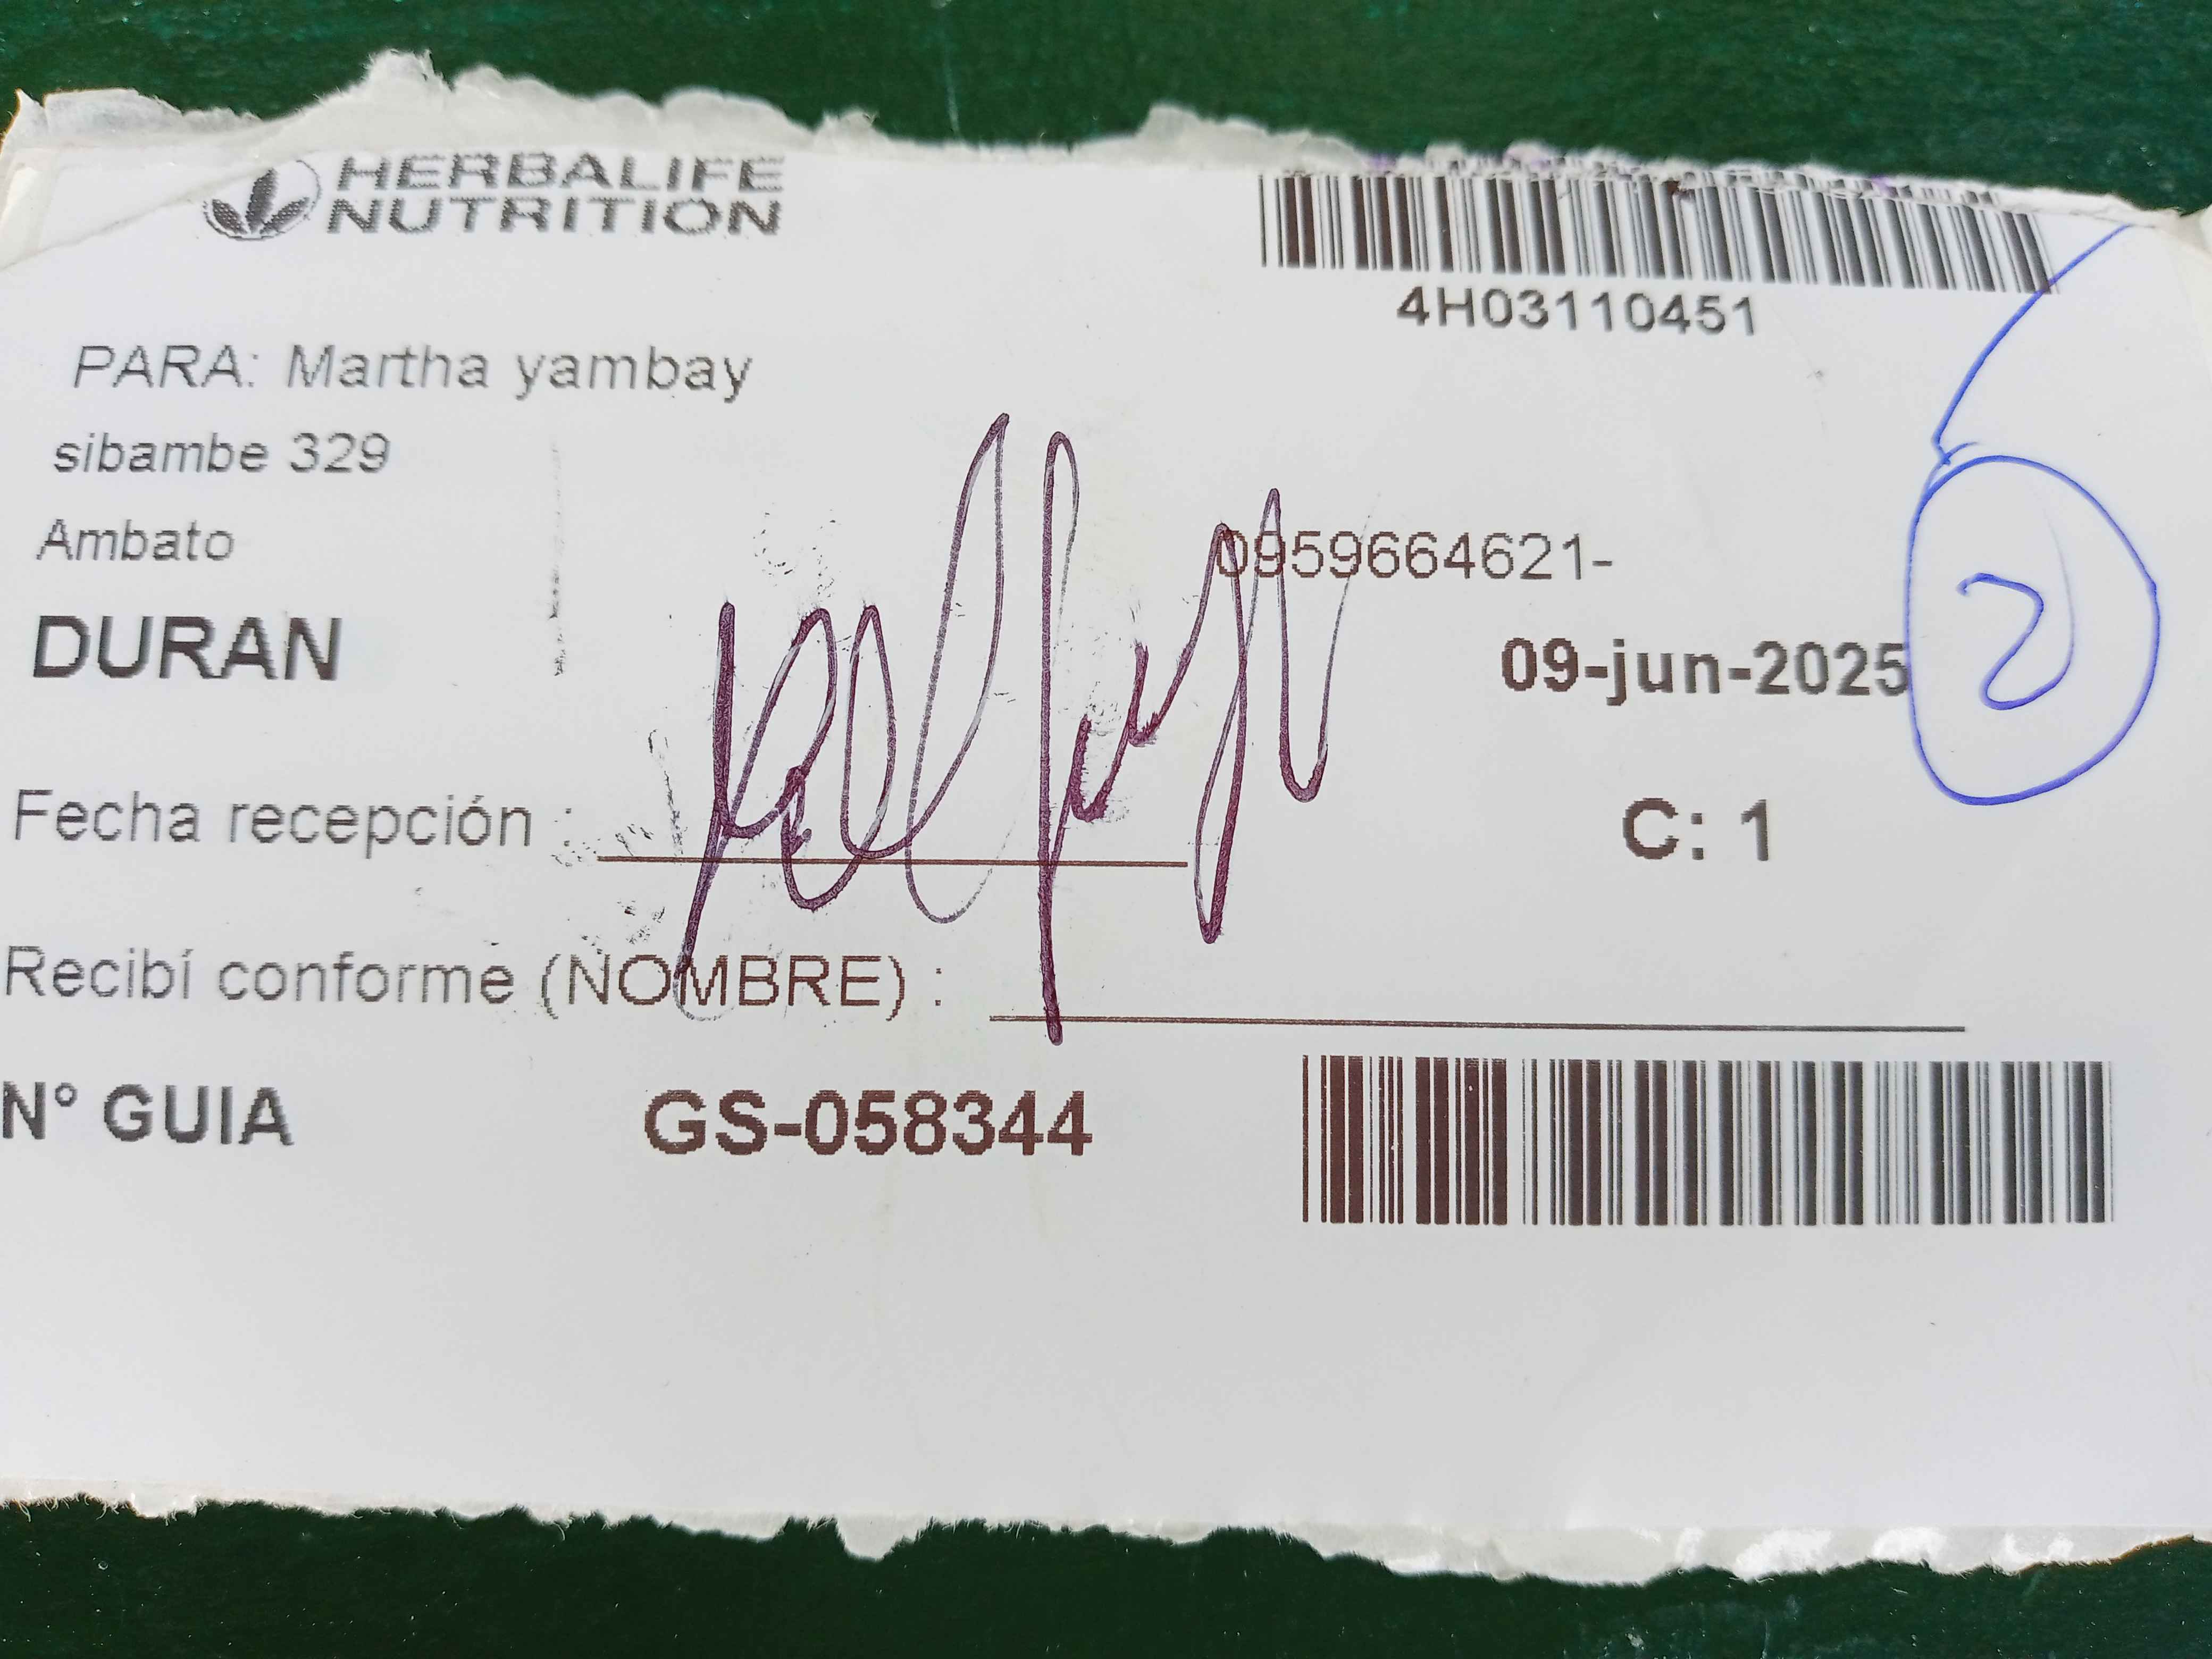 HERBALIFE
NUTRITION
4H03110451
PARA: Martha yambay
sibambe 329
Ambato
0959664621-
DURAN
09-jun-2025
2
Fecha recepción :
C: 1
Recibí conforme (NOMBRE) :
N° GUIA GS-058344